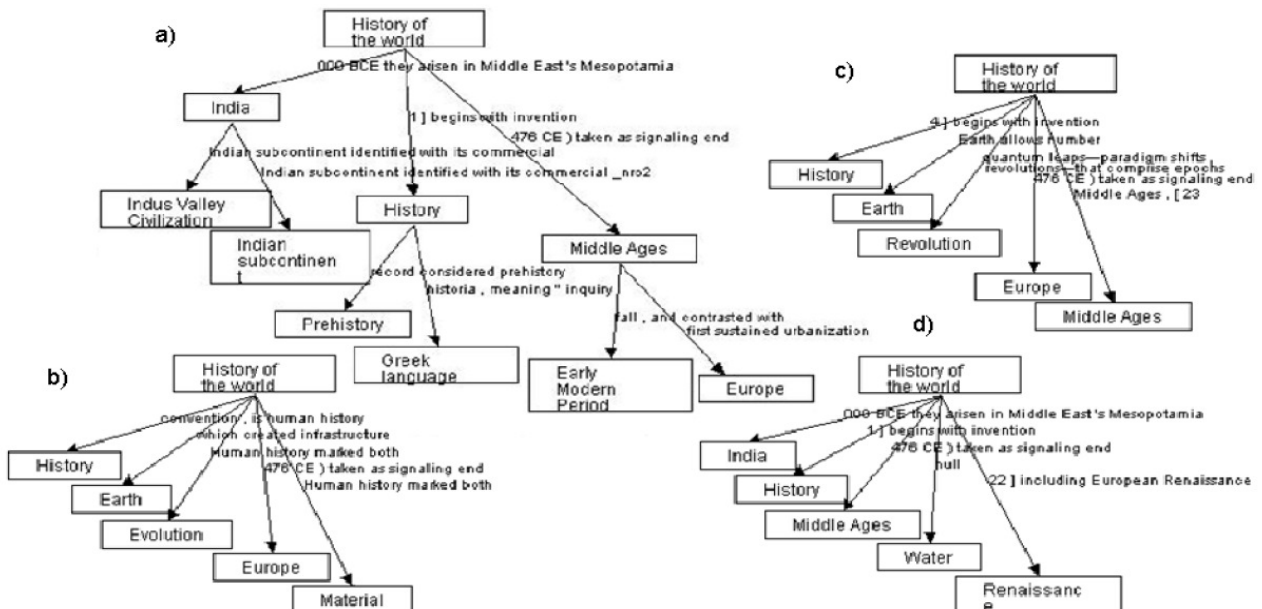 a)
History of
the world
000 BCE they arisen in Middle East's Mesopotamia
India
1 ] begins with invention
476 CE ) taken as signaling end
Indian subcontinent identified with its commercial
Indian subcontinent identified with its commercial _nro2
Indus Valley
Civilization
History
Indian
subcontinen
t
Middle Ages
record considered prehistory
historia , meaning " inquiry
Prehistory
fall , and contrasted with
first sustained urbanization
Greek
language
Early
Modern
Period
Europe
b)
History of
the world
convention , is human history
which created infrastructure
Human history marked both
476 CE ) taken as signaling end
Human history marked both
History
Earth
Evolution
Europe
Material
c)
History of
the world
4 ] begins with invention
Earth allows number
quantum leaps—paradigm shifts,
revolutions—that comprise epochs
476 CE ) taken as signaling end
Middle Ages , [ 23
History
Earth
Revolution
Europe
Middle Ages
d)
History of
the world
000 BCE they arisen in Middle East's Mesopotamia
1 ] begins with invention
476 CE ) taken as signaling end
null
22 ] including European Renaissance
India
History
Middle Ages
Water
Renaissanc
e